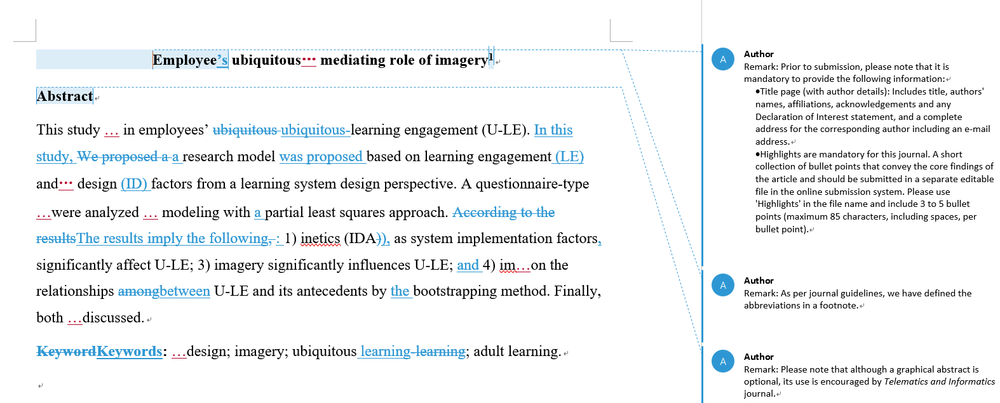 Employee’s ubiquitous… mediating role of imagery1
Abstract
This study … in employees’ ubiquitous ubiquitous-learning engagement (U-LE). In this
study, We proposed a a research model was proposed based on learning engagement (LE)
and… design (ID) factors from a learning system design perspective. A questionnaire-type
…were analyzed … modeling with a partial least squares approach. According to the
resultsThe results imply the following, : 1) inetics (IDA)), as system implementation factors,
significantly affect U-LE; 3) imagery significantly influences U-LE; and 4) im…on the
relationships amongbetween U-LE and its antecedents by the bootstrapping method. Finally,
both …discussed.
KeywordKeywords: …design; imagery; ubiquitous learning-learning; adult learning.
A
Author
Remark: Prior to submission, please note that it is
mandatory to provide the following information:
•Title page (with author details): Includes title, authors'
names, affiliations, acknowledgements and any
Declaration of Interest statement, and a complete
address for the corresponding author including an e-mail
address.
•Highlights are mandatory for this journal. A short
collection of bullet points that convey the core findings of
the article and should be submitted in a separate editable
file in the online submission system. Please use
'Highlights' in the file name and include 3 to 5 bullet
points (maximum 85 characters, including spaces, per
bullet point).
A
Author
Remark: As per journal guidelines, we have defined the
abbreviations in a footnote.
A
Author
Remark: Please note that although a graphical abstract is
optional, its use is encouraged by Telematics and Informatics
journal.